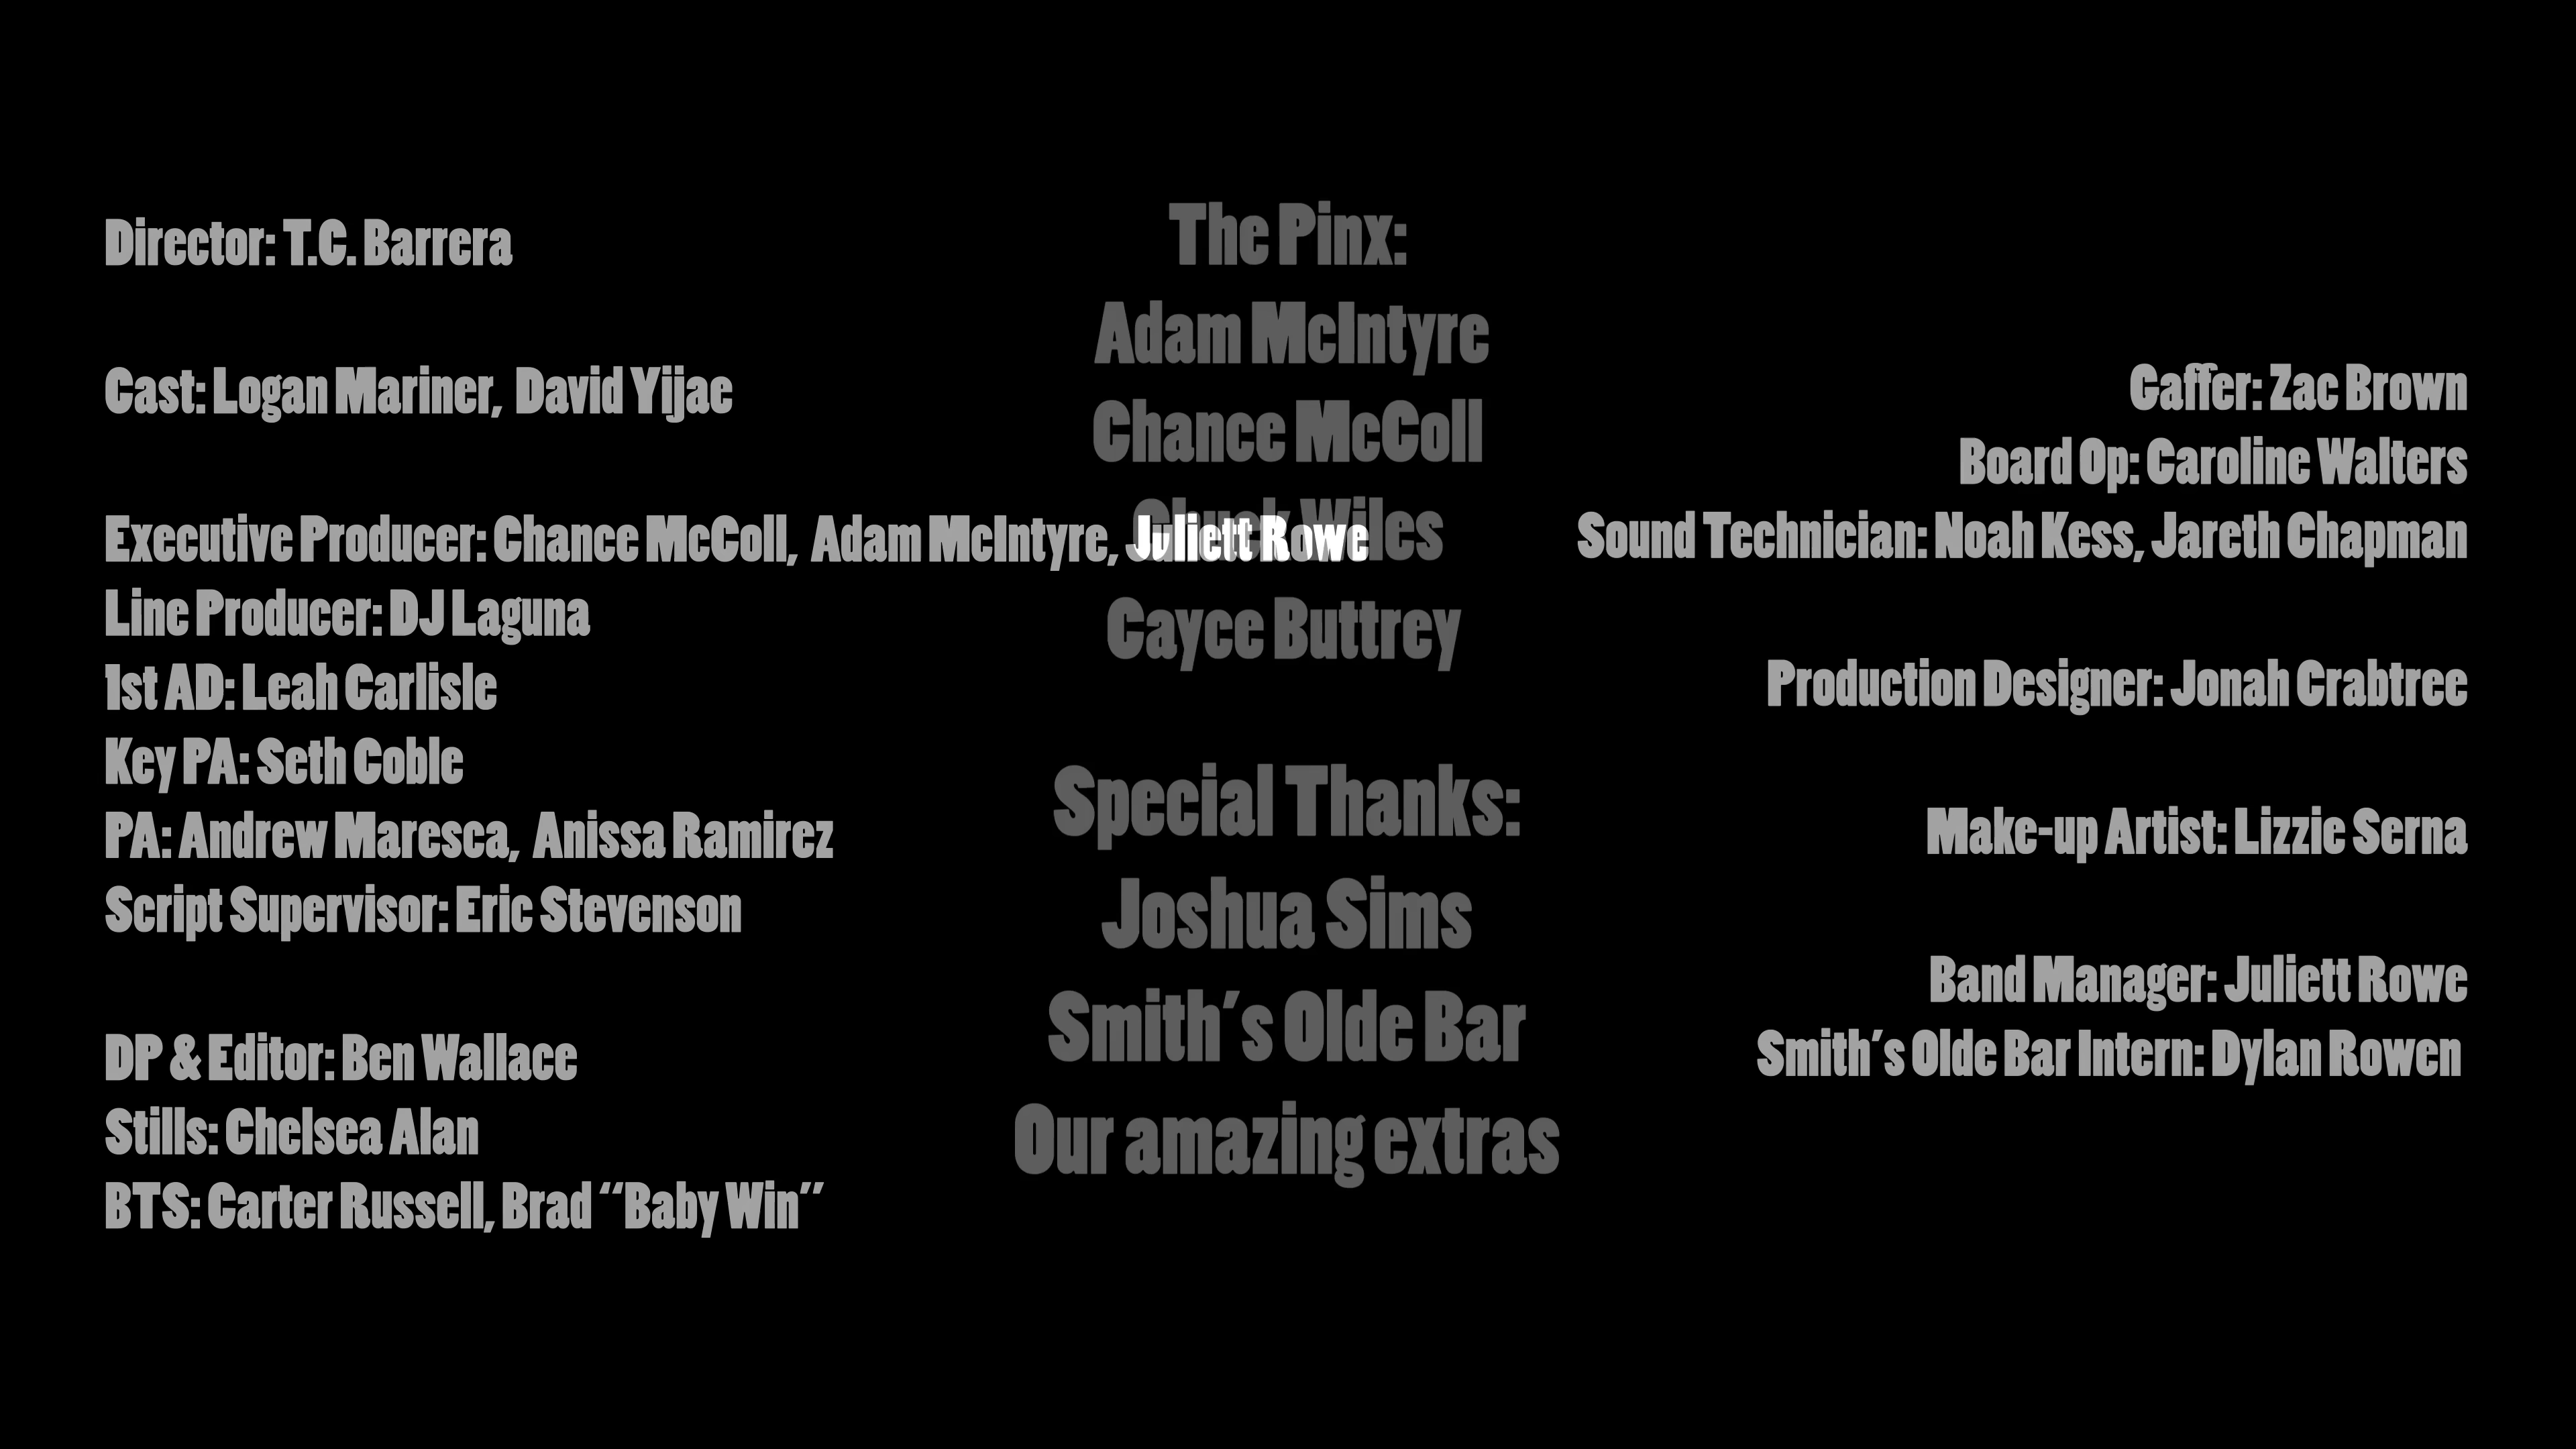 Director: T.C. Barrera
Cast: Logan Mariner, David Yijae
Executive Producer: Chance McColl, Adam McIntyre, Juliett Rowe
Line Producer: DJ Laguna
1st AD: Leah Carlisle
Key PA: Seth Coble
PA: Andrew Maresca, Anissa Ramirez
Script Supervisor: Eric Stevenson
DP & Editor: Ben Wallace
Stills: Chelsea Alan
BTS: Carter Russell, Brad “Baby Win”
The Pinx:
Adam McIntyre
Chance McColl
Chuck Wiles
Cayce Buttrey
Special Thanks:
Joshua Sims
Smith’s Olde Bar
Our amazing extras
Gaffer: Zac Brown
Board Op: Caroline Walters
Sound Technician: Noah Kess, Jareth Chapman
Production Designer: Jonah Crabtree
Make-up Artist: Lizzie Serna
Band Manager: Juliett Rowe
Smith’s Olde Bar Intern: Dylan Rowen